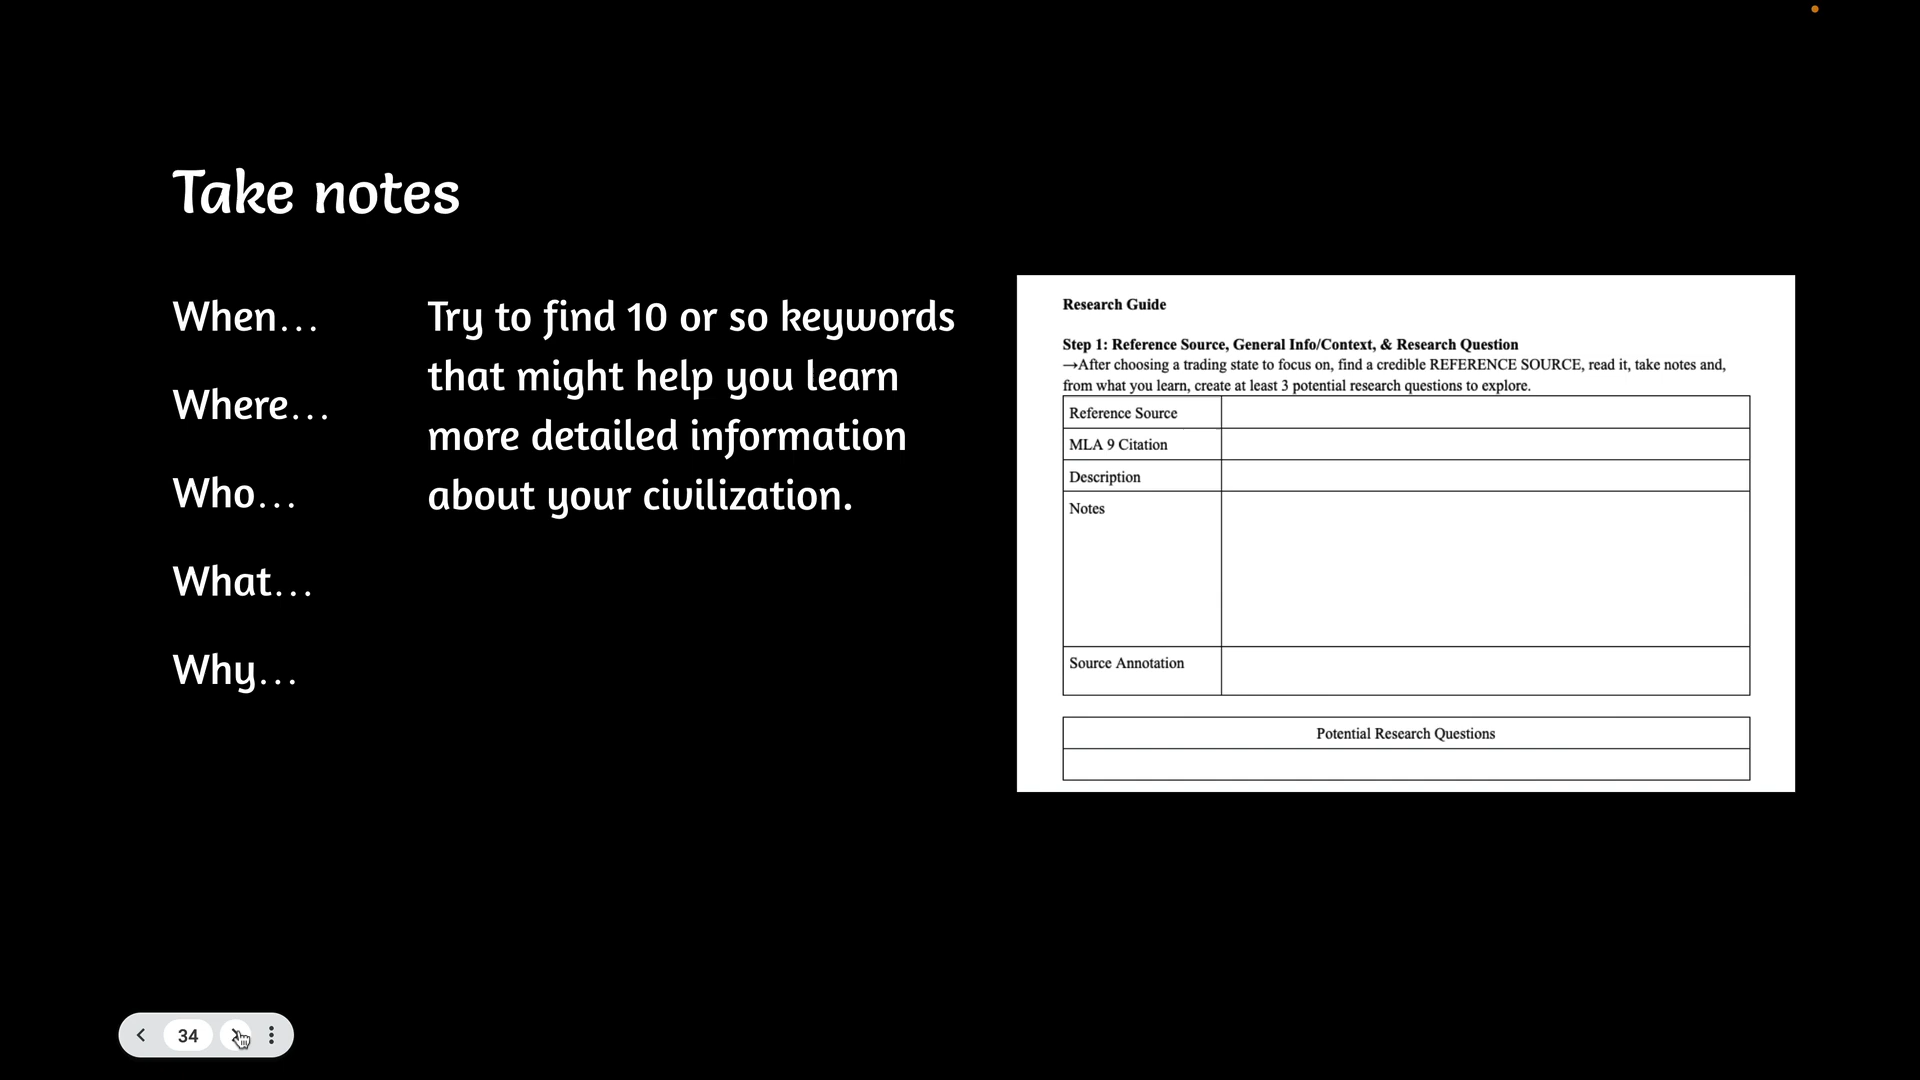 Take notes
When…
Where…
Who…
What…
Why…
Try to find 10 or so keywords
that might help you learn
more detailed information
about your civilization.
Research Guide
Step 1: Reference Source, General Info/Context, & Research Question
→After choosing a trading state to focus on, find a credible REFERENCE SOURCE, read it, take notes and,
from what you learn, create at least 3 potential research questions to explore.
Reference Source
MLA 9 Citation
Description
Notes
Source Annotation
Potential Research Questions
34